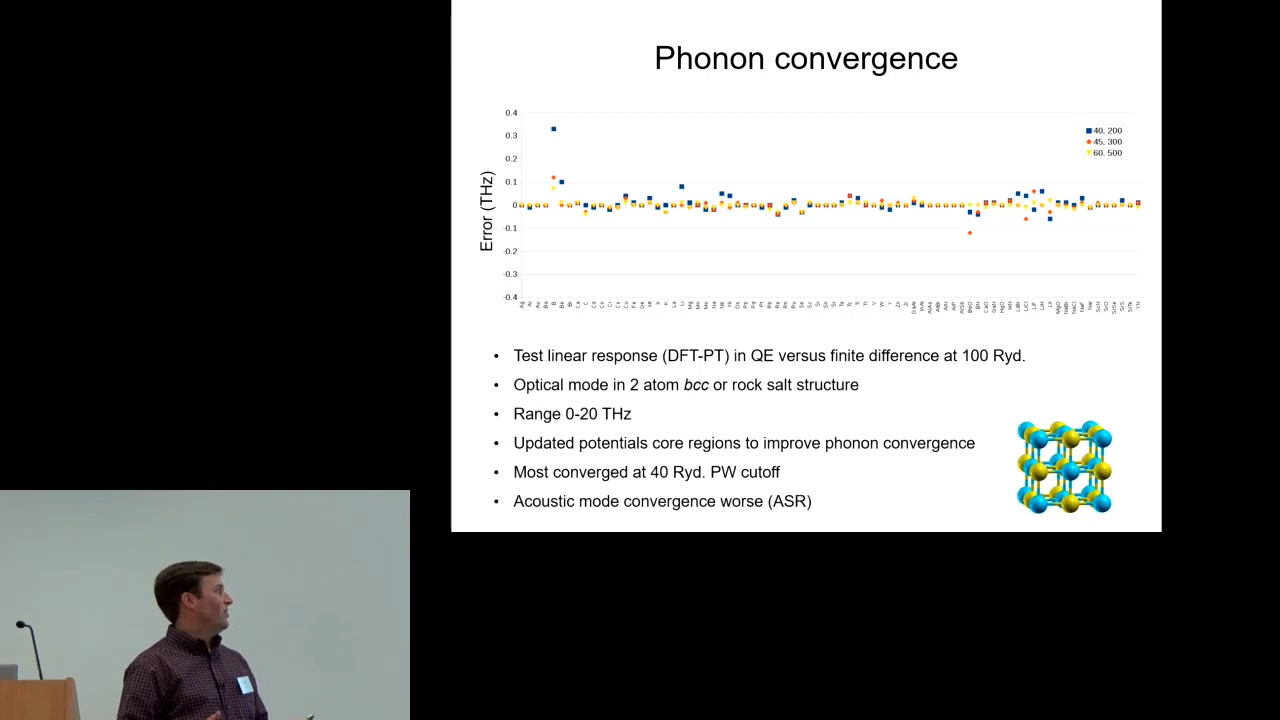 Phonon convergence
Error (THz)
0.4
0.3
0.2
0.1
0
-0.1
-0.2
-0.3
-0.4
40, 200
45, 300
60, 500
• Test linear response (DFT-PT) in QE versus finite difference at 100 Ryd.
• Optical mode in 2 atom bcc or rock salt structure
• Range 0-20 THz
• Updated potentials core regions to improve phonon convergence
• Most converged at 40 Ryd. PW cutoff
• Acoustic mode convergence worse (ASR)